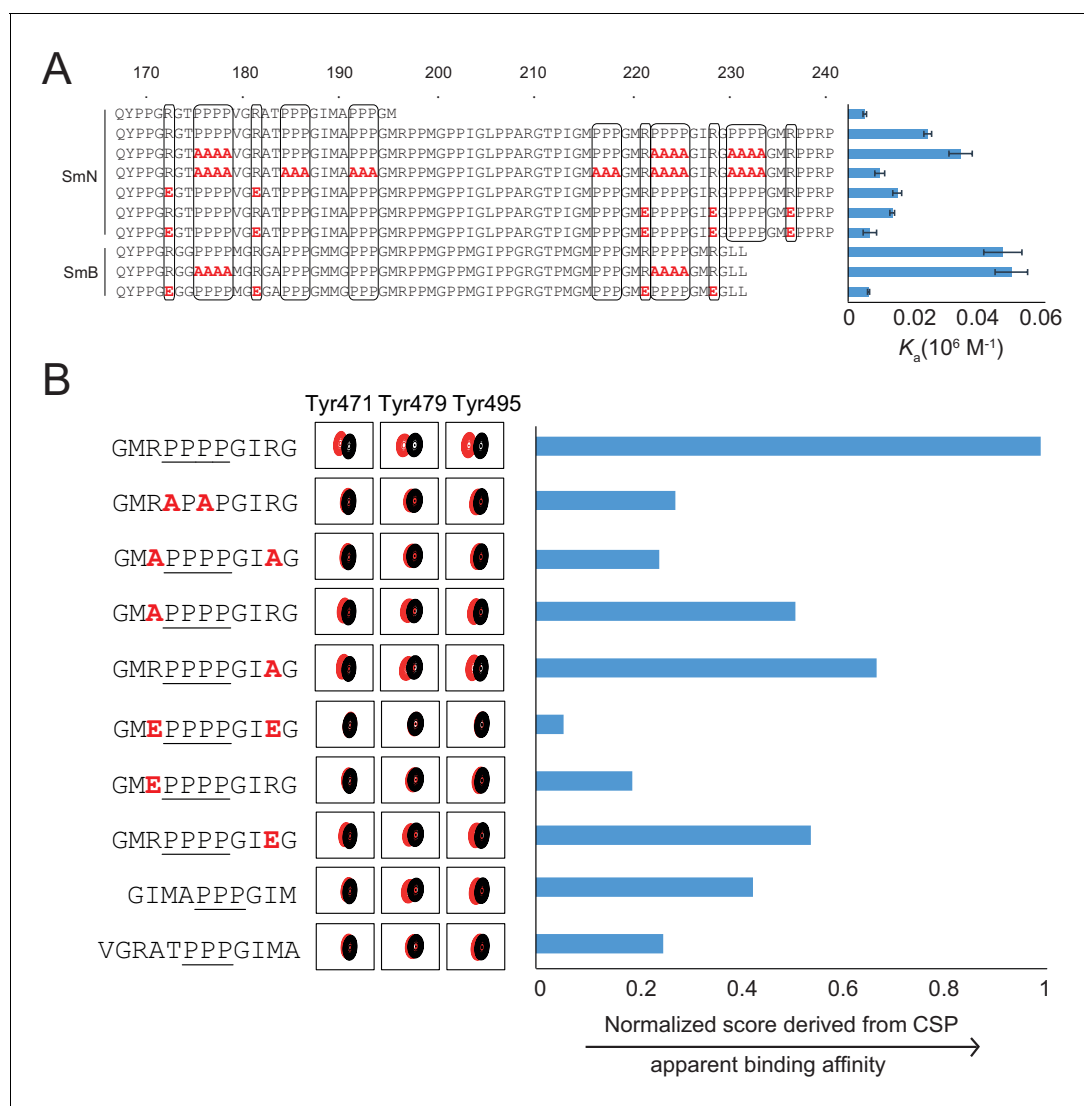 A
170 180 190 200 210 220 230 240
QYPPGRGTPPPPVGRATPPPGIMAPPPGM
QYPPGRGTPPPPVGRATPPPGIMAPPPGMRPPMGPPIGLPPARGTPIGMPPPGMRPPPPGIRGPPPPGMRPPRP
QYPPGRGTAAAAVGRATPPPGIMAPPPGMRPPMGPPIGLPPARGTPIGMPPPGMRAAAAGIRGAAAAGMRPPRP
SmN QYPPGRGTAAAAVGRATAAAGIMAAAAGMRPPMGPPIGLPPARGTPIGMAAAGMRAAAAGIRGAAAAGMRPPRP
QYPPGEGTPPPPVGEATPPPGIMAPPPGMRPPMGPPIGLPPARGTPIGMPPPGMRPPPPGIRGPPPPGMRPPRP
QYPPGRGTPPPPVGRATPPPGIMAPPPGMRPPMGPPIGLPPARGTPIGMPPPGMEPPPPGIEGPPPPGMEPPRP
QYPPGEGTPPPPVGEATPPPGIMAPPPGMRPPMGPPIGLPPARGTPIGMPPPGMEPPPPGIEGPPPPGMEPPRP
QYPPGRGGPPPPMGRGAPPPGMMGPPPGMRPPMGPPMGIPPGRGTPMGMPPPGMRPPPPGMRGLL
SmB QYPPGRGGAAAAMGRGAPPPGMMGPPPGMRPPMGPPMGIPPGRGTPMGMPPPGMRAAAAGMRGLL
QYPPGEGGPPPPMGEGAPPPGMMGPPPGMRPPMGPPMGIPPGRGTPMGMPPPGMEPPPPGMEGLL
0 0.02 0.04 0.06
Ka(10⁶ M⁻¹)
B
Tyr471 Tyr479 Tyr495
GMRPPPPGIRG
GMRAPAPGIRG
GMAPPPPGIAG
GMAPPPPGIRG
GMRPPPPGIAG
GMEPPPPGIEG
GMEPPPPGIRG
GMRPPPPGIEG
GIMAPPPGIM
VGRATPPPGIMA
0 0.2 0.4 0.6 0.8 1
Normalized score derived from CSP
apparent binding affinity